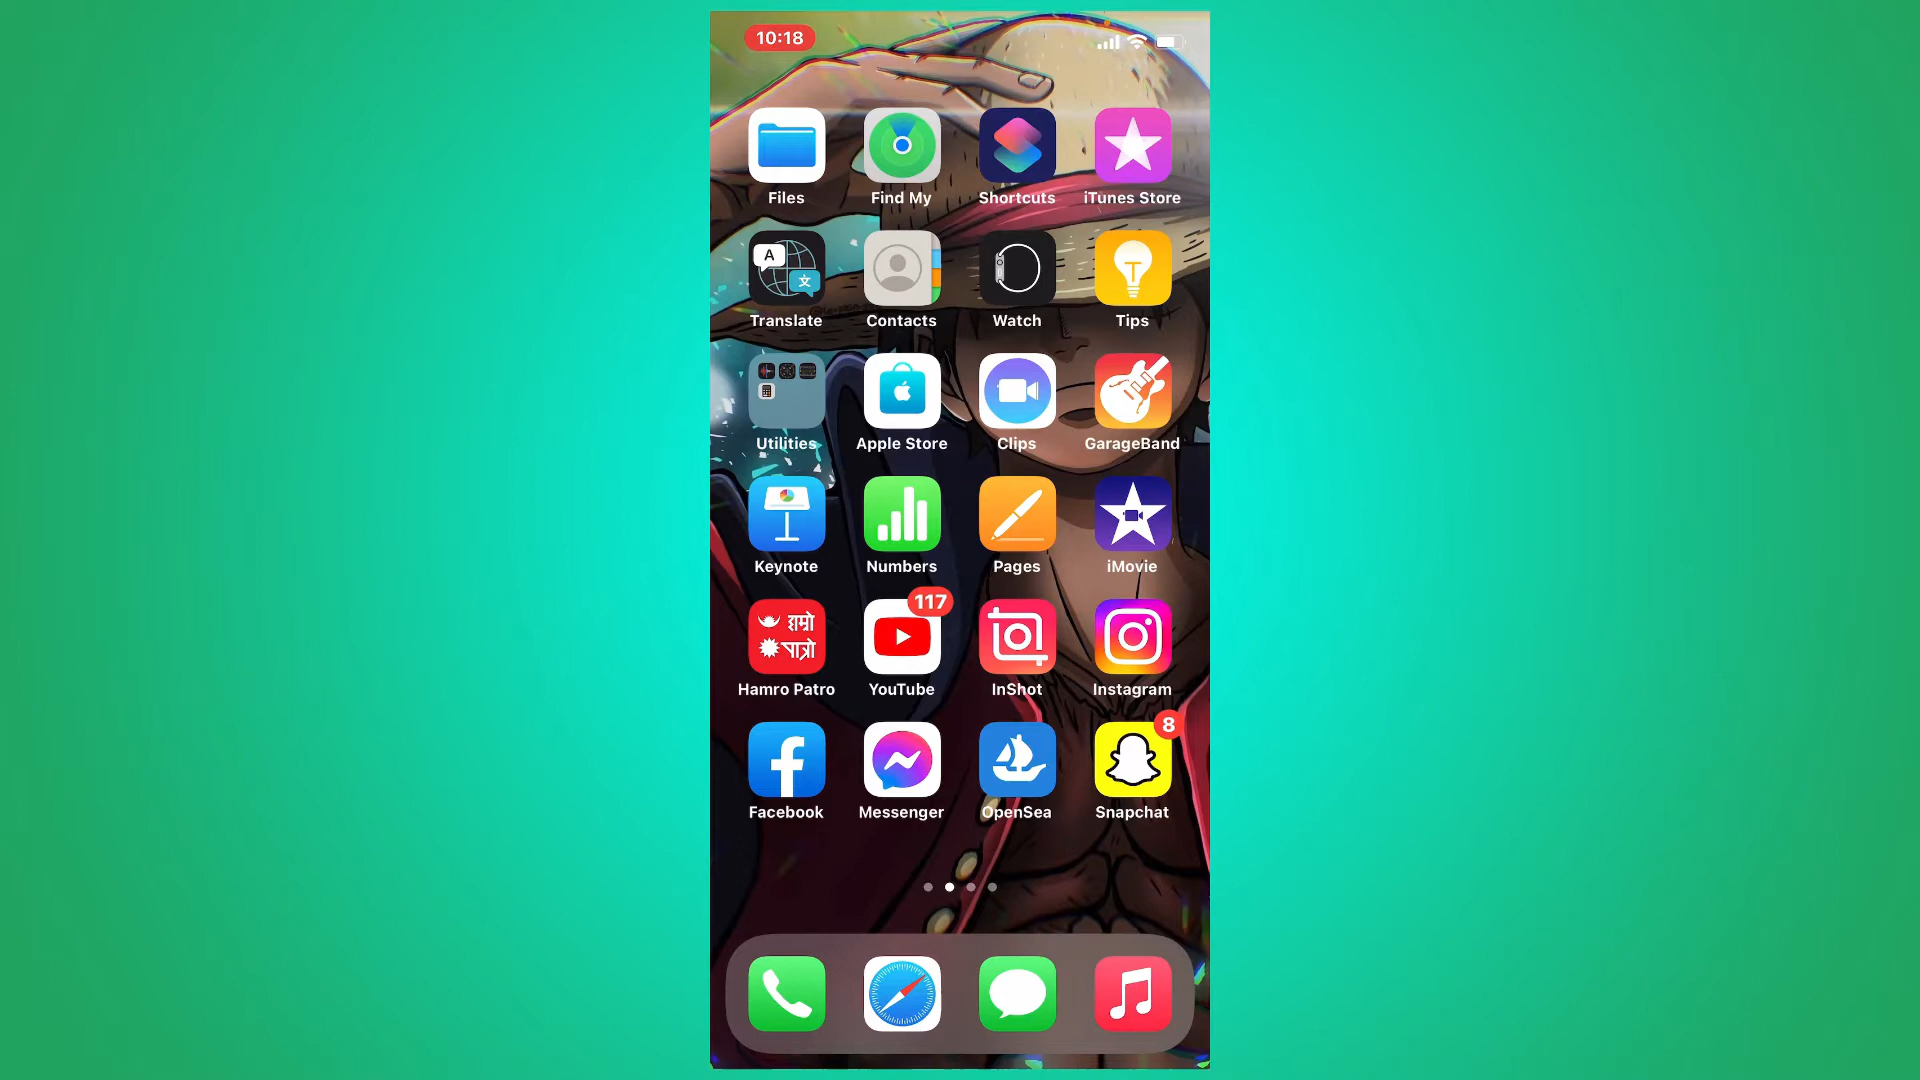 10:18
Files
Find My
Shortcuts
iTunes Store
A
文
Translate
Contacts
Watch
Tips
Utilities
Apple Store
Clips
GarageBand
Keynote
Numbers
Pages
iMovie
हाम्रो
पात्रो
Hamro Patro
117
YouTube
InShot
Instagram
Facebook
Messenger
OpenSea
8
Snapchat